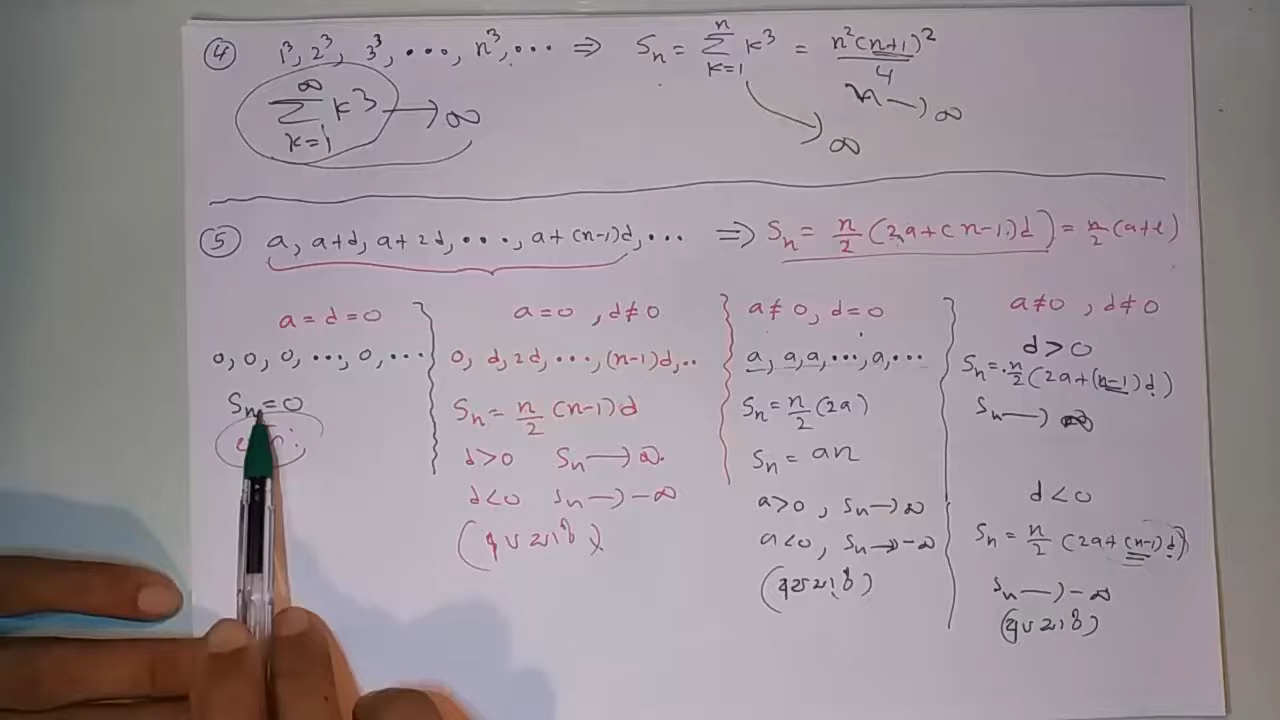 ④ 1³, 2³, 3³, ..., n³, ... ⇒ Sₙ = ∑ₖ₌₁ⁿ k³ = n²(n+1)²/4
n → ∞
∑ₖ₌₁^∞ k³ → ∞
∞
⑤ a, a+d, a+2d, ..., a+(n-1)d, ... ⇒ Sₙ = n/2 (2a+(n-1)d) = n/2 (a+l)
a = d = 0
0, 0, 0, ..., 0, ...
Sₙ = 0
a=0, d≠0
0, d, 2d, ..., (n-1)d, ..
Sₙ = n/2 (n-1)d
d>0 Sₙ → ∞.
d<0 Sₙ → -∞
a≠0, d=0
a, a, a, ..., a, ...
Sₙ = n/2 (2a)
Sₙ = an
a>0, Sₙ → ∞
a<0, Sₙ → -∞
a≠0, d≠0
d>0
Sₙ = n/2 (2a+(n-1)d)
Sₙ → ∞
d<0
Sₙ = n/2 (2a+(n-1)d)
Sₙ → -∞